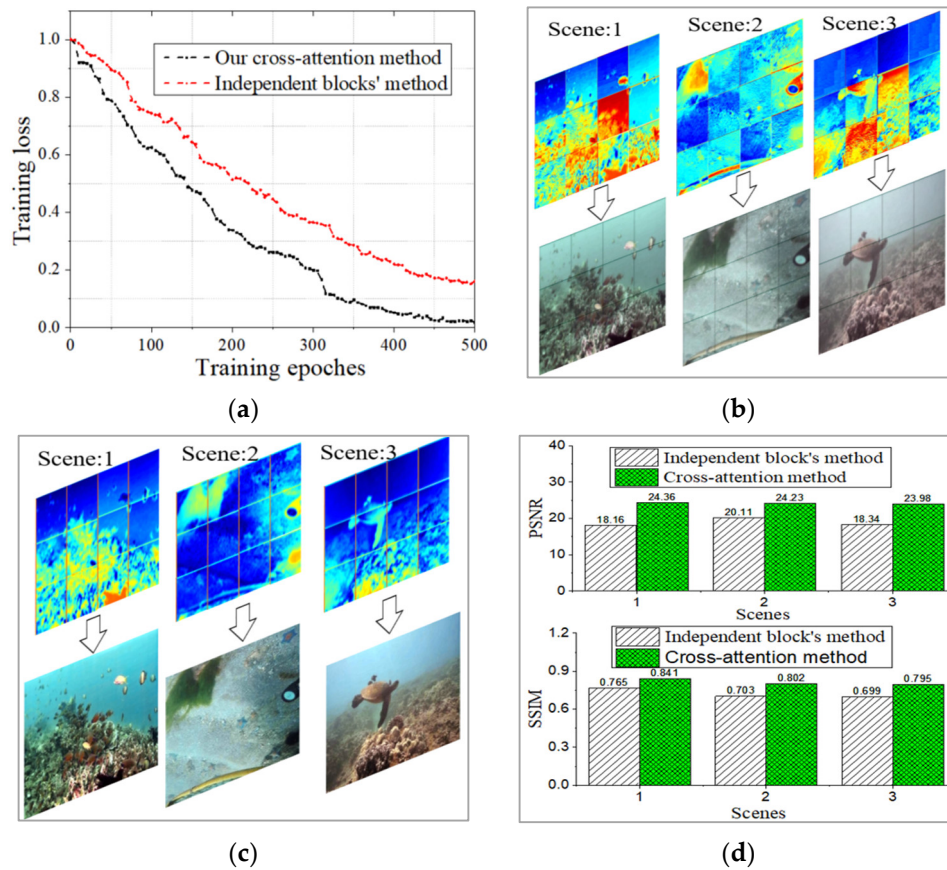 1.0
0.8
0.6
0.4
0.2
0.0
Training loss
Our cross-attention method
Independent blocks' method
0 100 200 300 400 500
Training epoches
(a)
Scene:1 Scene:2 Scene:3
(b)
Scene:1 Scene:2 Scene:3
(c)
40
30
20
10
0
PSNR
Independent block's method
Cross-attention method
18.16 24.36 20.11 24.23 18.34 23.98
1 2 3
Scenes
1.2
0.9
0.6
0.3
0.0
SSIM
Independent block's method
Cross-attention method
0.765 0.841 0.703 0.802 0.699 0.795
1 2 3
Scenes
(d)